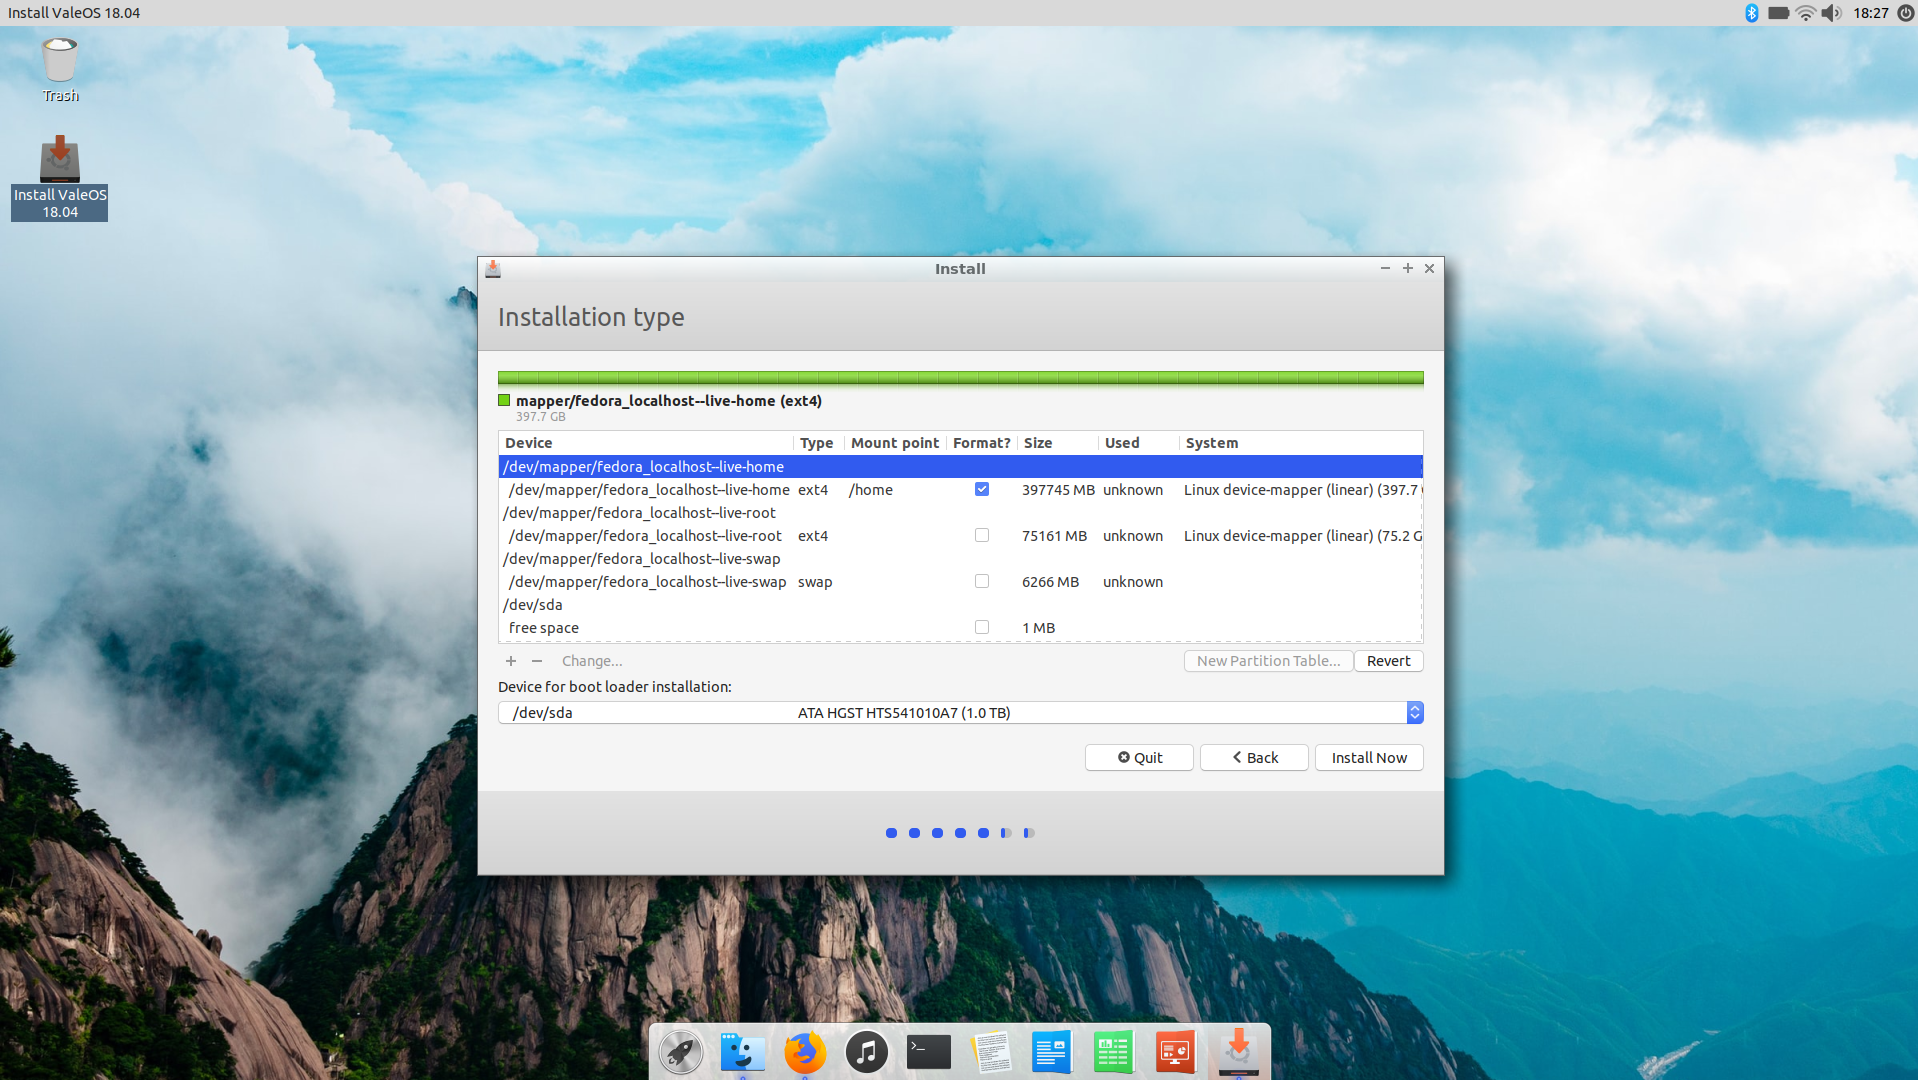 Install ValeOS 18.04
18:27
Trash
Install ValeOS
18.04
Install
Installation type
mapper/fedora_localhost--live-home (ext4)
397.7 GB
Device Type Mount point Format? Size Used System
/dev/mapper/fedora_localhost--live-home
/dev/mapper/fedora_localhost--live-home ext4 /home 397745 MB unknown Linux device-mapper (linear) (397.7
/dev/mapper/fedora_localhost--live-root
/dev/mapper/fedora_localhost--live-root ext4 75161 MB unknown Linux device-mapper (linear) (75.2 G
/dev/mapper/fedora_localhost--live-swap
/dev/mapper/fedora_localhost--live-swap swap 6266 MB unknown
/dev/sda
free space 1 MB
+ − Change... New Partition Table... Revert
Device for boot loader installation:
/dev/sda ATA HGST HTS541010A7 (1.0 TB)
Quit Back Install Now